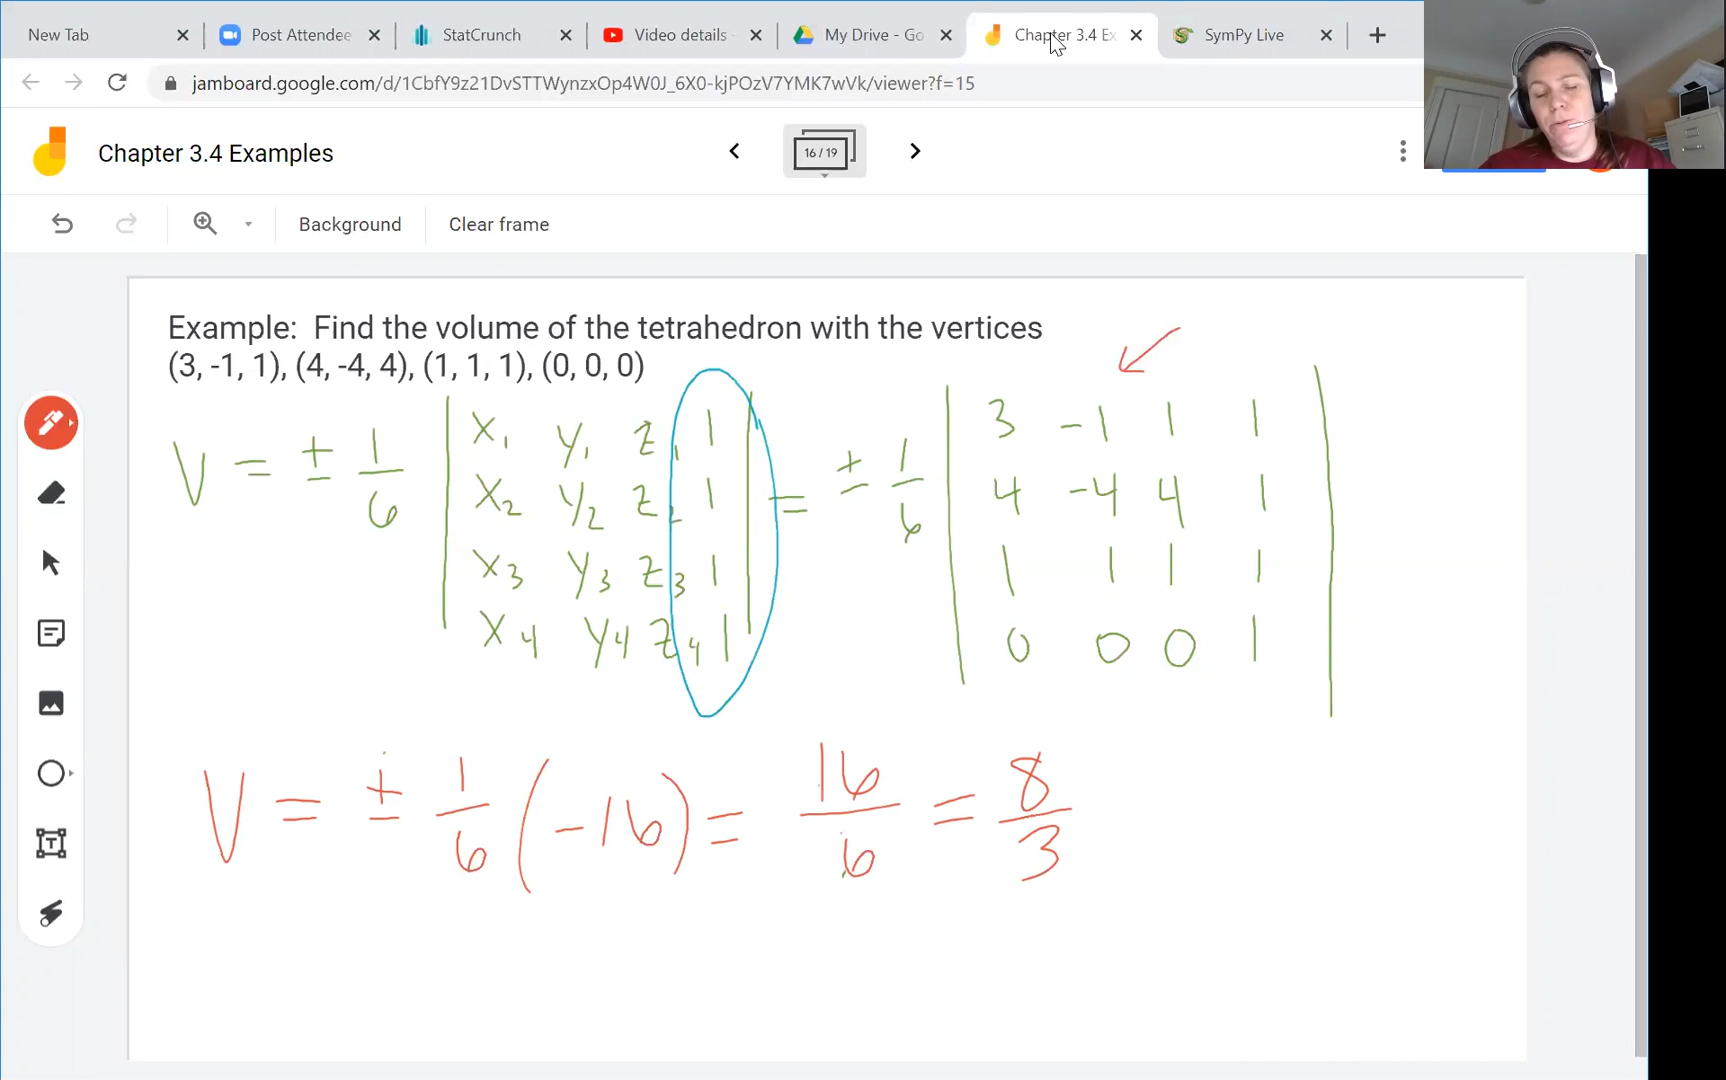 New Tab Post Attendee StatCrunch Video details - My Drive - Go Chapter 3.4 Ex SymPy Live
jamboard.google.com/d/1CbfY9z21DvSTTWynzxOp4W0J_6X0-kjPOzV7YMK7wVk/viewer?f=15
Chapter 3.4 Examples
16 / 19
Background Clear frame
Example: Find the volume of the tetrahedron with the vertices
(3, -1, 1), (4, -4, 4), (1, 1, 1), (0, 0, 0)
V = ± 1/6 | x₁ y₁ z₁ 1 | = ± 1/6 | 3 -1 1 1 |
x₂ y₂ z₂ 1 4 -4 4 1
x₃ y₃ z₃ 1 1 1 1 1
x₄ y₄ z₄ 1 0 0 0 1
V = ± 1/6 (-16) = 16/6 = 8/3